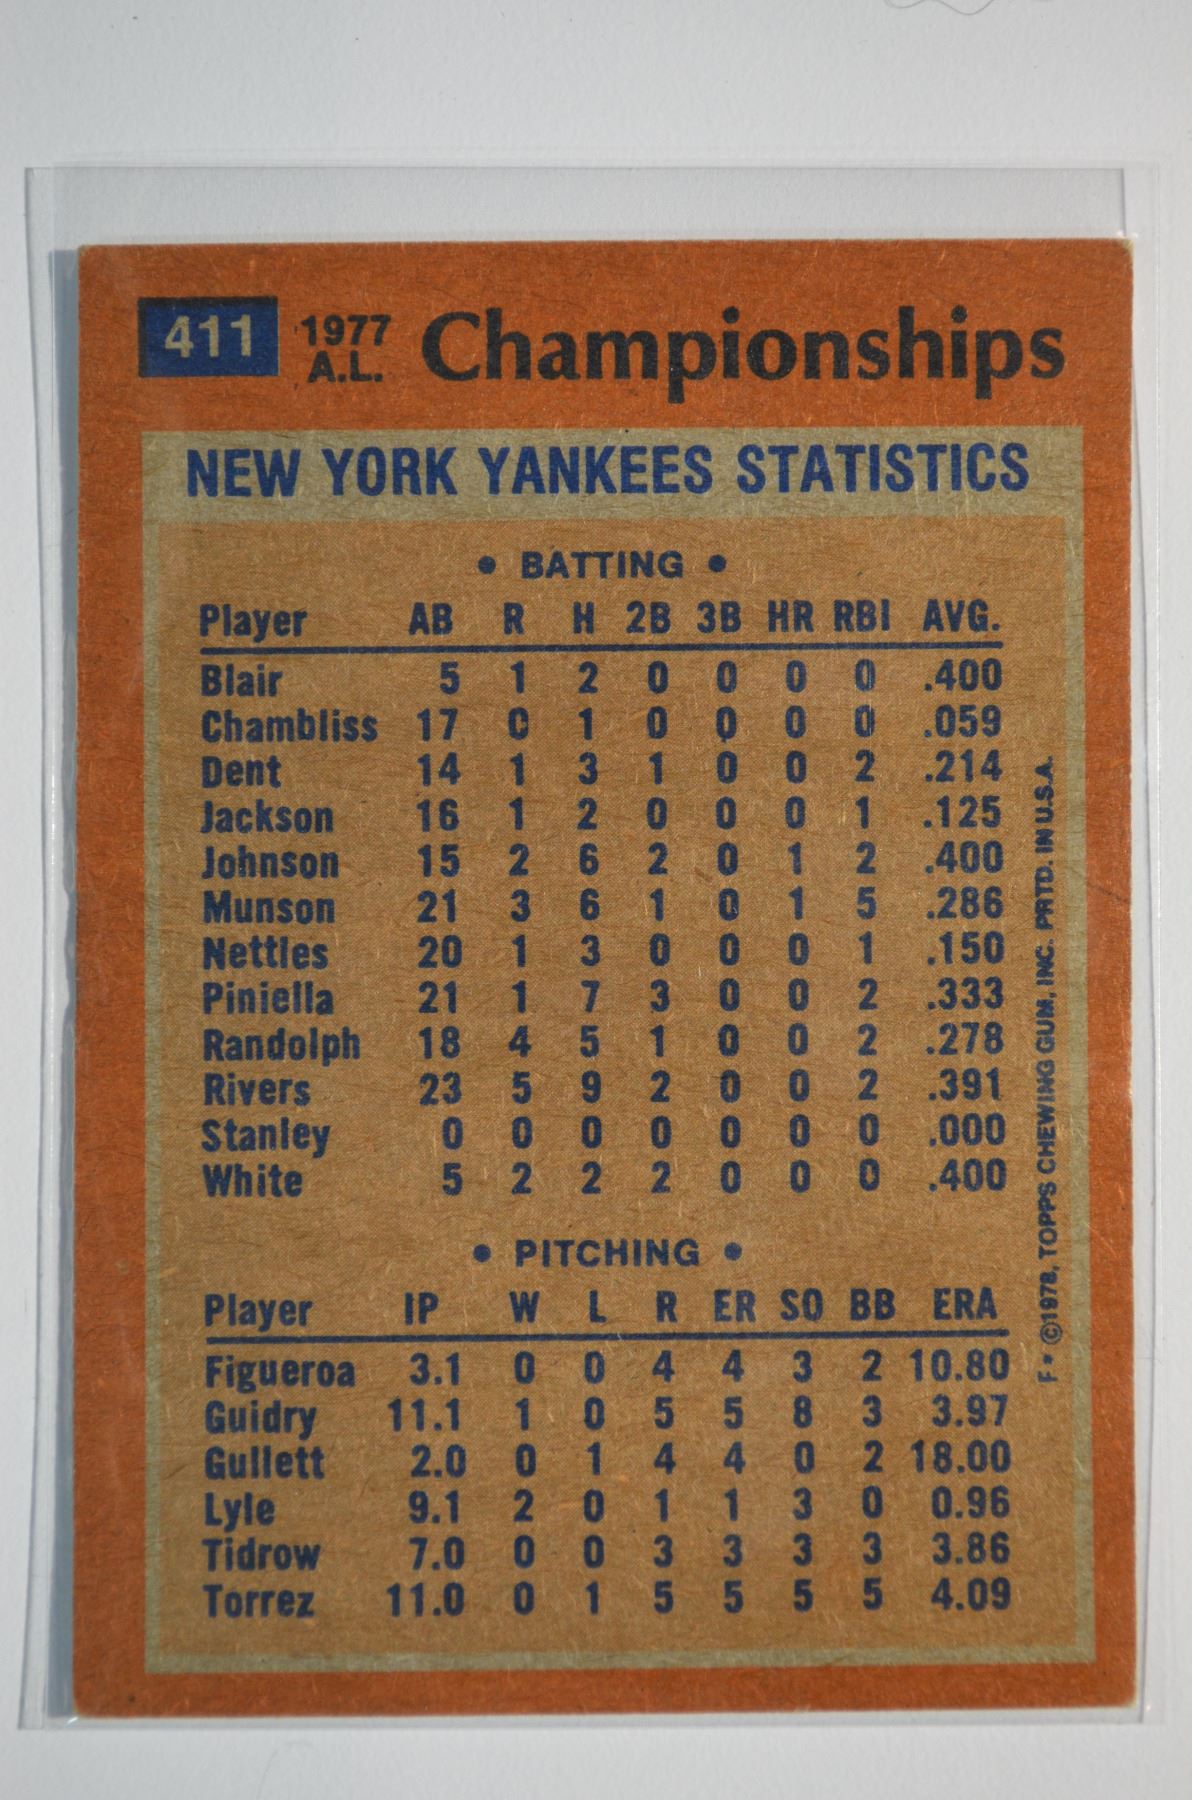 411 1977 A.L. Championships
NEW YORK YANKEES STATISTICS
• BATTING •
Player AB R H 2B 3B HR RBI AVG.
Blair 5 1 2 0 0 0 0 .400
Chambliss 17 0 1 0 0 0 0 .059
Dent 14 1 3 1 0 0 2 .214
Jackson 16 1 2 0 0 0 1 .125
Johnson 15 2 6 2 0 1 2 .400
Munson 21 3 6 1 0 1 5 .286
Nettles 20 1 3 0 0 0 1 .150
Piniella 21 1 7 3 0 0 2 .333
Randolph 18 4 5 1 0 0 2 .278
Rivers 23 5 9 2 0 0 2 .391
Stanley 0 0 0 0 0 0 0 .000
White 5 2 2 2 0 0 0 .400
• PITCHING •
Player IP W L R ER SO BB ERA
Figueroa 3.1 0 0 4 4 3 2 10.80
Guidry 11.1 1 0 5 5 8 3 3.97
Gullett 2.0 0 1 4 4 0 2 18.00
Lyle 9.1 2 0 1 1 3 0 0.96
Tidrow 7.0 0 0 3 3 3 3 3.86
Torrez 11.0 0 1 5 5 5 5 4.09
F• ©1978, TOPPS CHEWING GUM, INC. PRTD. IN U.S.A.